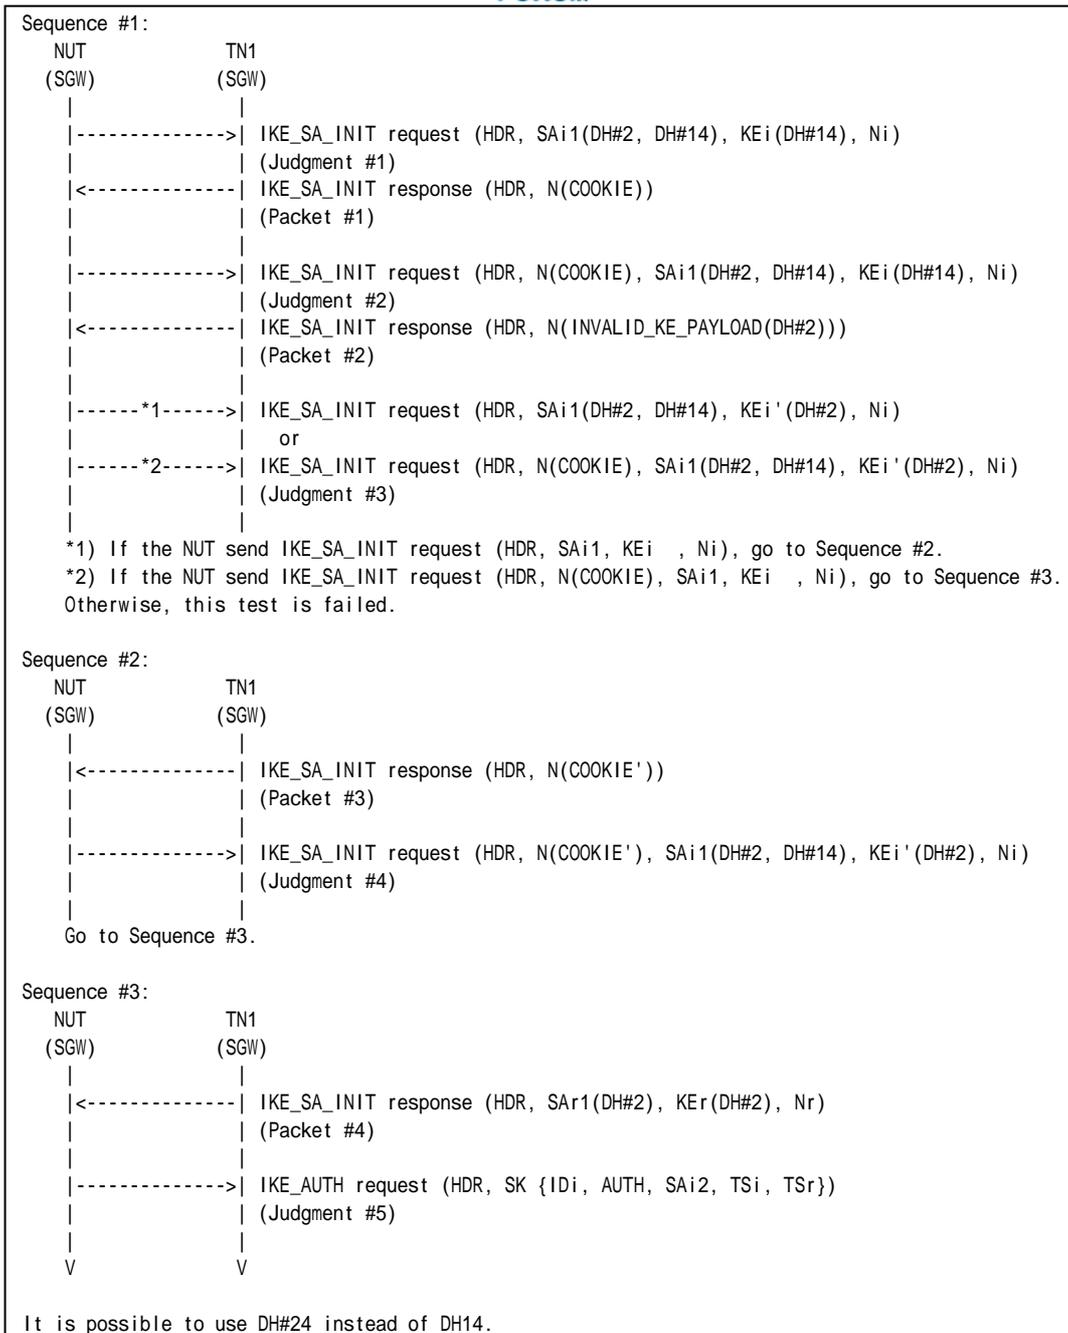 Sequence #1:
NUT TN1
(SGW) (SGW)
| |
|-------------->| IKE_SA_INIT request (HDR, SAi1(DH#2, DH#14), KEi(DH#14), Ni)
| | (Judgment #1)
|<--------------| IKE_SA_INIT response (HDR, N(COOKIE))
| | (Packet #1)
| |
|-------------->| IKE_SA_INIT request (HDR, N(COOKIE), SAi1(DH#2, DH#14), KEi(DH#14), Ni)
| | (Judgment #2)
|<--------------| IKE_SA_INIT response (HDR, N(INVALID_KE_PAYLOAD(DH#2)))
| | (Packet #2)
| |
|------*1------>| IKE_SA_INIT request (HDR, SAi1(DH#2, DH#14), KEi'(DH#2), Ni)
| | or
|------*2------>| IKE_SA_INIT request (HDR, N(COOKIE), SAi1(DH#2, DH#14), KEi'(DH#2), Ni)
| | (Judgment #3)
| |
*1) If the NUT send IKE_SA_INIT request (HDR, SAi1, KEi , Ni), go to Sequence #2.
*2) If the NUT send IKE_SA_INIT request (HDR, N(COOKIE), SAi1, KEi , Ni), go to Sequence #3.
Otherwise, this test is failed.
Sequence #2:
NUT TN1
(SGW) (SGW)
| |
|<--------------| IKE_SA_INIT response (HDR, N(COOKIE'))
| | (Packet #3)
| |
|-------------->| IKE_SA_INIT request (HDR, N(COOKIE'), SAi1(DH#2, DH#14), KEi'(DH#2), Ni)
| | (Judgment #4)
| |
Go to Sequence #3.
Sequence #3:
NUT TN1
(SGW) (SGW)
| |
|<--------------| IKE_SA_INIT response (HDR, SAr1(DH#2), KEr(DH#2), Nr)
| | (Packet #4)
| |
|-------------->| IKE_AUTH request (HDR, SK {IDi, AUTH, SAi2, TSi, TSr})
| | (Judgment #5)
| |
V V
It is possible to use DH#24 instead of DH14.